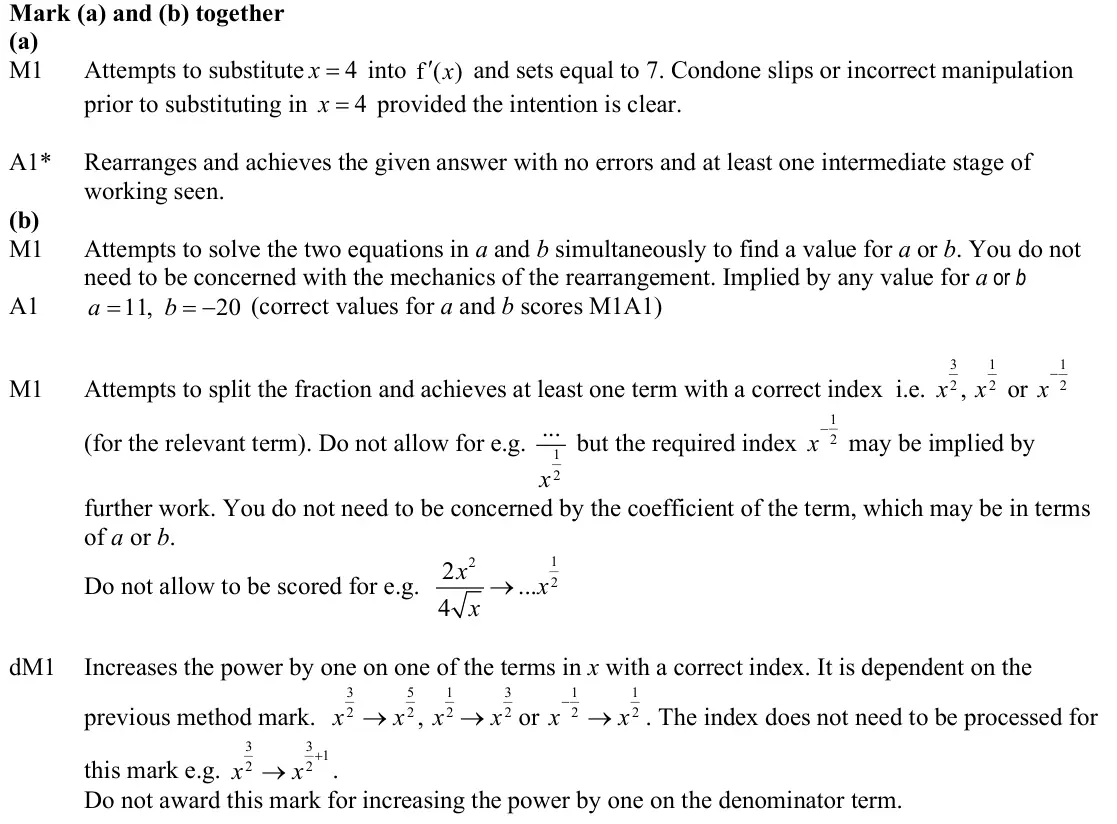 Mark (a) and (b) together
(a)
M1 Attempts to substitute x = 4 into f′(x) and sets equal to 7. Condone slips or incorrect manipulation
prior to substituting in x = 4 provided the intention is clear.
A1* Rearranges and achieves the given answer with no errors and at least one intermediate stage of
working seen.
(b)
M1 Attempts to solve the two equations in a and b simultaneously to find a value for a or b. You do not
need to be concerned with the mechanics of the rearrangement. Implied by any value for a or b
A1 a = 11, b = −20 (correct values for a and b scores M1A1)
M1 Attempts to split the fraction and achieves at least one term with a correct index i.e. x^{3/2}, x^{1/2} or x^{−1/2}
(for the relevant term). Do not allow for e.g. .../x^{1/2} but the required index x^{−1/2} may be implied by
further work. You do not need to be concerned by the coefficient of the term, which may be in terms
of a or b.
Do not allow to be scored for e.g. 2x²/4√x → ...x^{1/2}
dM1 Increases the power by one on one of the terms in x with a correct index. It is dependent on the
previous method mark. x^{3/2} → x^{5/2}, x^{1/2} → x^{3/2} or x^{−1/2} → x^{1/2}. The index does not need to be processed for
this mark e.g. x^{3/2} → x^{3/2+1}.
Do not award this mark for increasing the power by one on the denominator term.